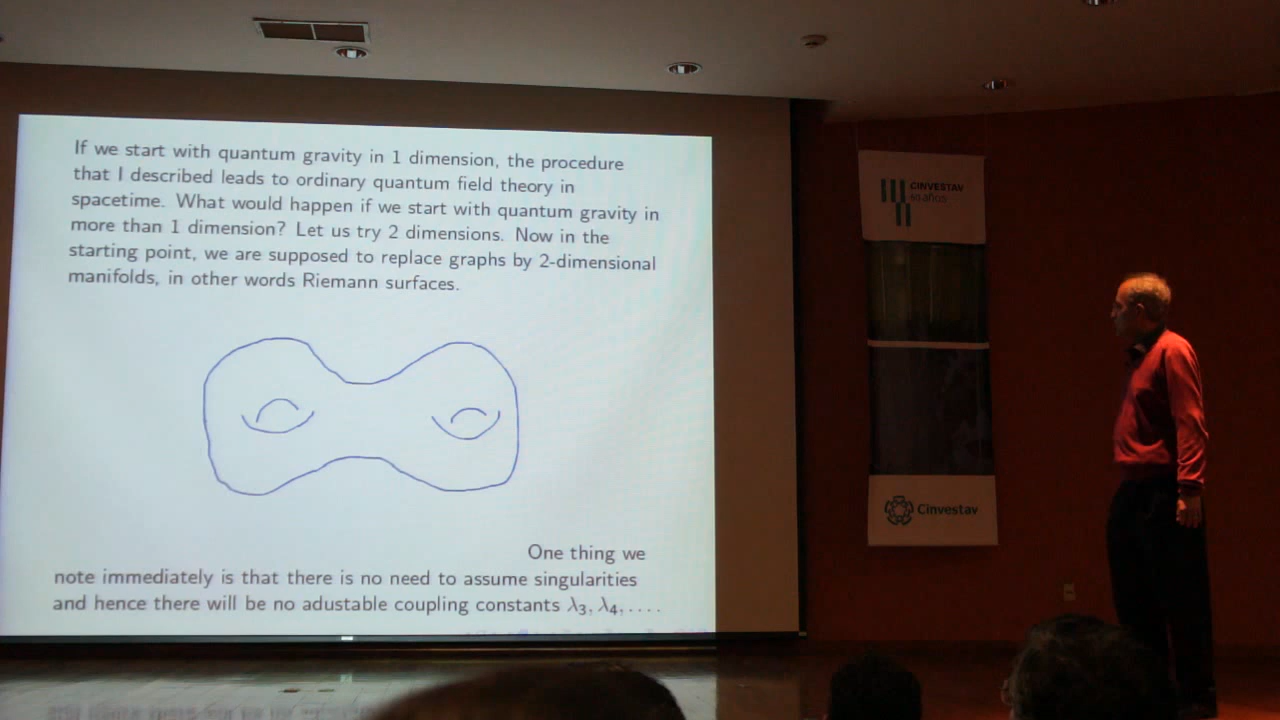 If we start with quantum gravity in 1 dimension, the procedure
that I described leads to ordinary quantum field theory in
spacetime. What would happen if we start with quantum gravity in
more than 1 dimension? Let us try 2 dimensions. Now in the
starting point, we are supposed to replace graphs by 2-dimensional
manifolds, in other words Riemann surfaces.
One thing we
note immediately is that there is no need to assume singularities
and hence there will be no adustable coupling constants λ₃, λ₄, . . . .
CINVESTAV
años
Cinvestav